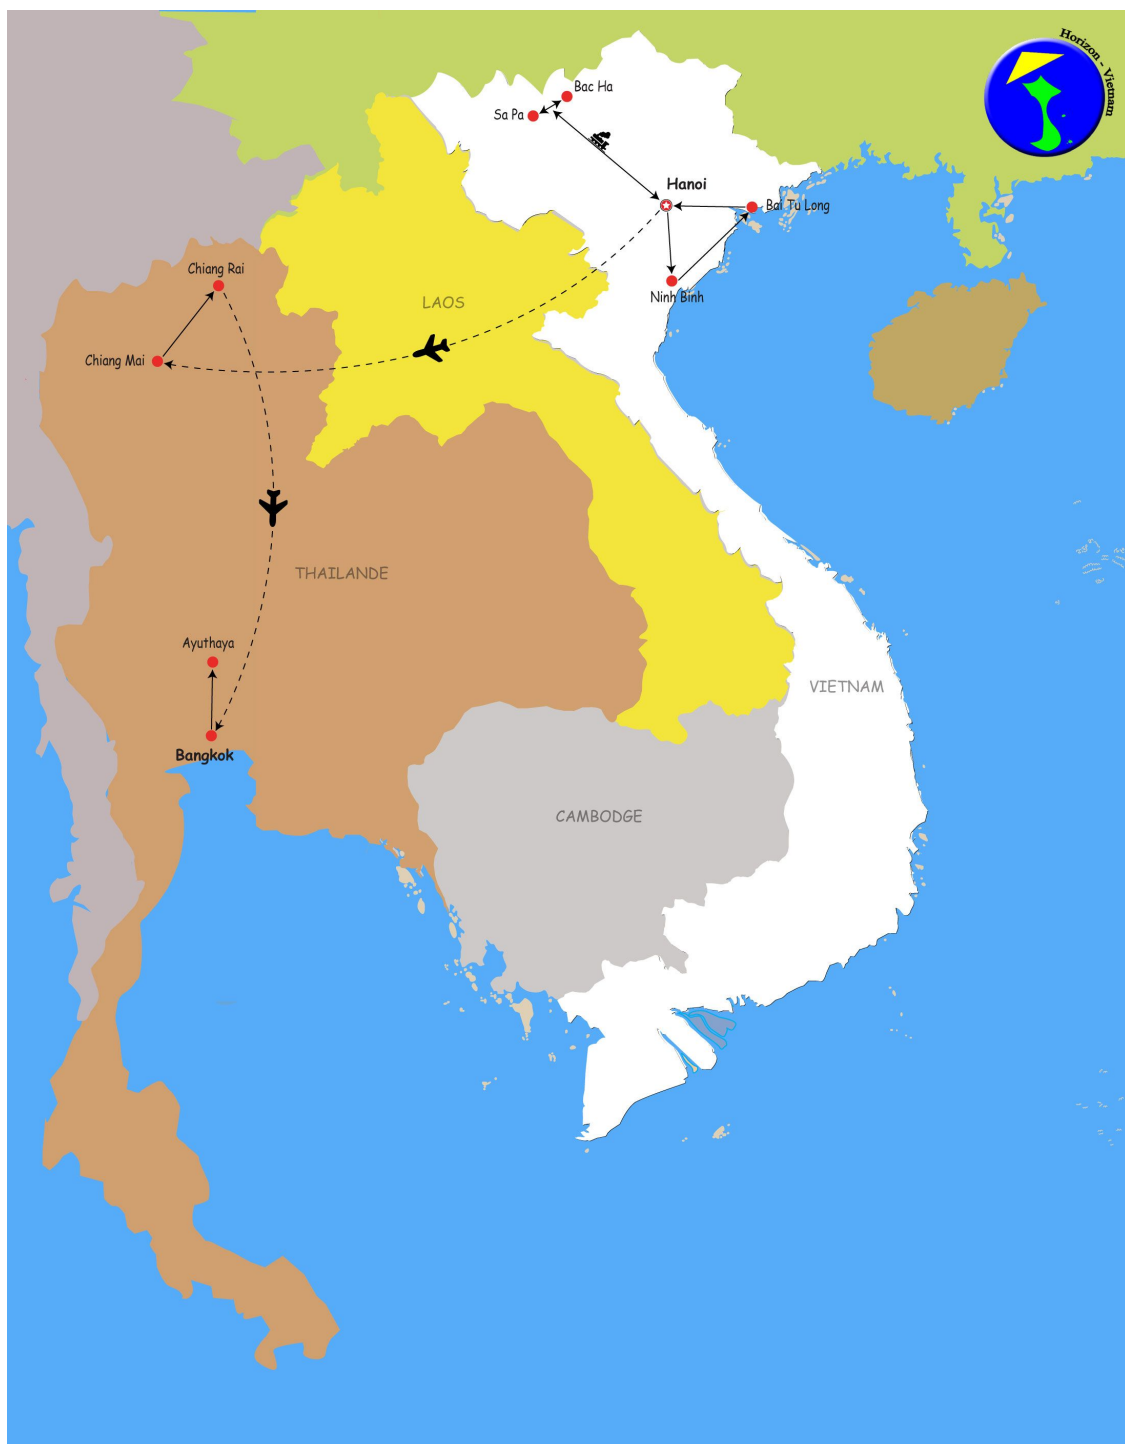 Horizon - Vietnam
Bac Ha
Sa Pa
Hanoi
Bai Tu Long
Ninh Binh
Chiang Rai
LAOS
Chiang Mai
THAILANDE
Ayuthaya
VIETNAM
Bangkok
CAMBODGE